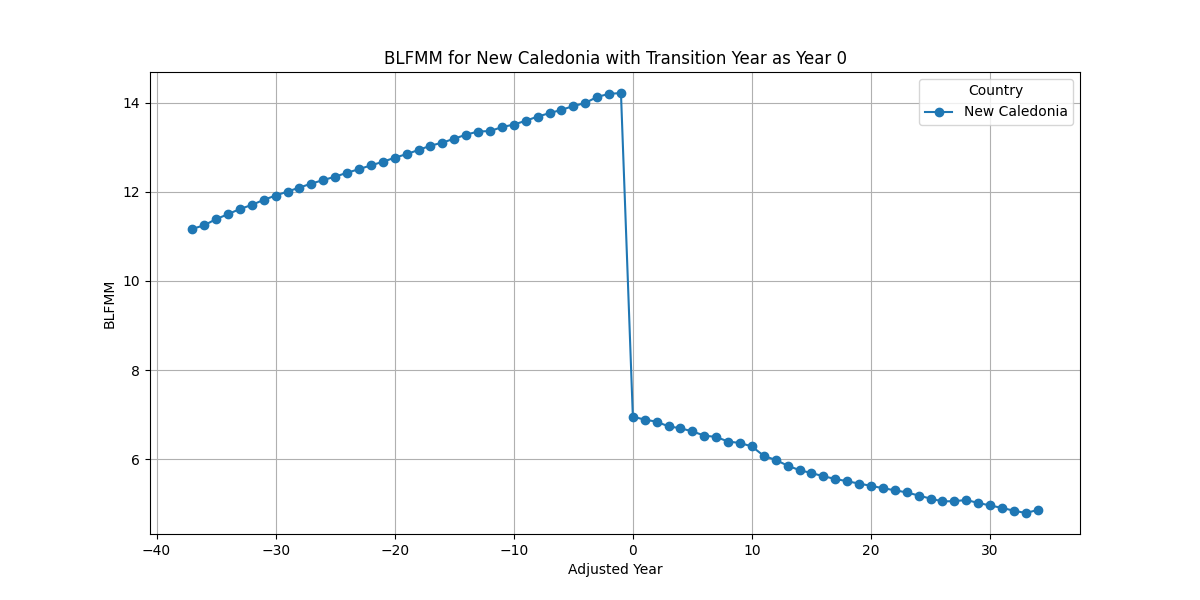 BLFMM for New Caledonia with Transition Year as Year 0
Country
New Caledonia
14
12
10
8
6
BLFMM
−40 −30 −20 −10 0 10 20 30
Adjusted Year